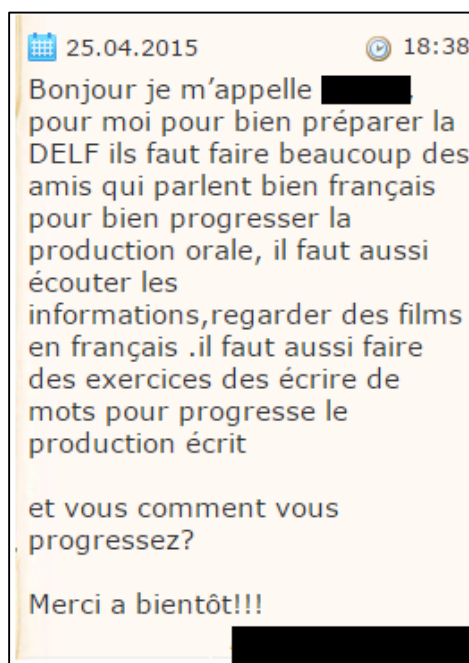 25.04.2015 18:38
Bonjour je m'appelle ,
pour moi pour bien préparer la
DELF ils faut faire beaucoup des
amis qui parlent bien français
pour bien progresser la
production orale, il faut aussi
écouter les
informations,regarder des films
en français .il faut aussi faire
des exercices des écrire de
mots pour progresse le
production écrit
et vous comment vous
progressez?
Merci a bientôt!!!